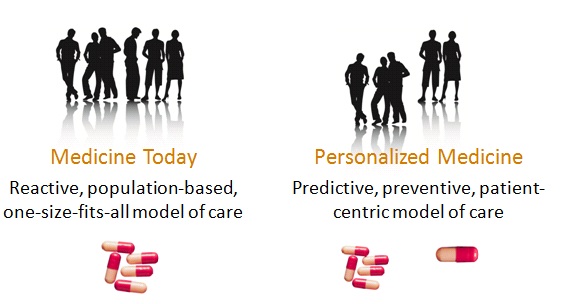 Medicine Today
Reactive, population-based,
one-size-fits-all model of care
Personalized Medicine
Predictive, preventive, patient-
centric model of care